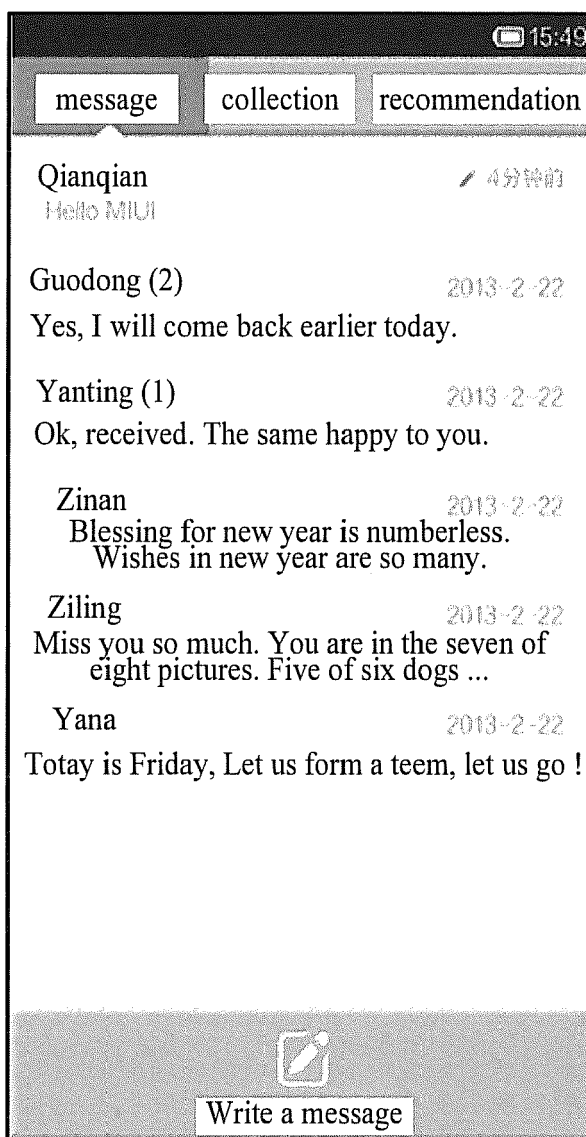 15:49
message collection recommendation
Qianqian 4分钟前
Hello MIUI
Guodong (2) 2013-2-22
Yes, I will come back earlier today.
Yanting (1) 2013-2-22
Ok, received. The same happy to you.
Zinan 2013-2-22
Blessing for new year is numberless.
Wishes in new year are so many.
Ziling 2013-2-22
Miss you so much. You are in the seven of
eight pictures. Five of six dogs ...
Yana 2013-2-22
Totay is Friday, Let us form a teem, let us go !
Write a message